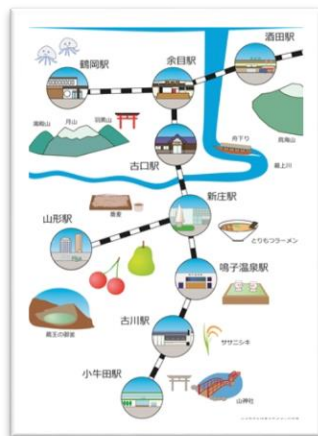 酒田駅
余目駅
鶴岡駅
月山
羽黒山
湯殿山
鳥海山
舟下り
最上川
古口駅
新庄駅
蕎麦
山形駅
とりもつラーメン
鳴子温泉駅
蔵王の御釜
古川駅
ササニシキ
小牛田駅
山神社